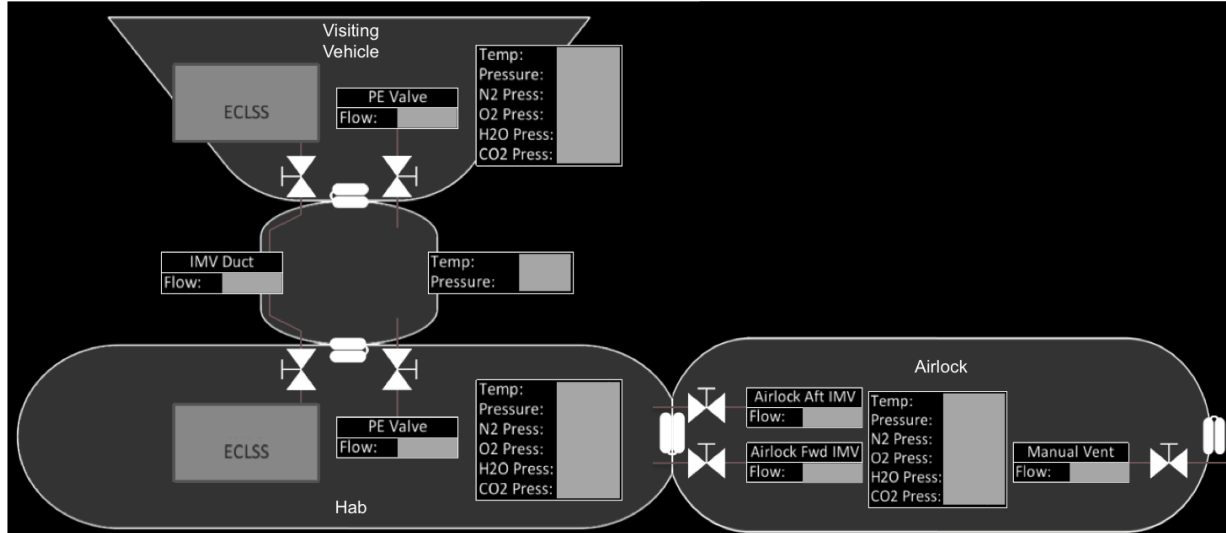 Visiting
Vehicle
ECLSS
PE Valve
Flow:
Temp:
Pressure:
N2 Press:
O2 Press:
H2O Press:
CO2 Press:
IMV Duct
Flow:
Temp:
Pressure:
ECLSS
PE Valve
Flow:
Temp:
Pressure:
N2 Press:
O2 Press:
H2O Press:
CO2 Press:
Hab
Airlock
Airlock Aft IMV
Flow:
Airlock Fwd IMV
Flow:
Temp:
Pressure:
N2 Press:
O2 Press:
H2O Press:
CO2 Press:
Manual Vent
Flow: